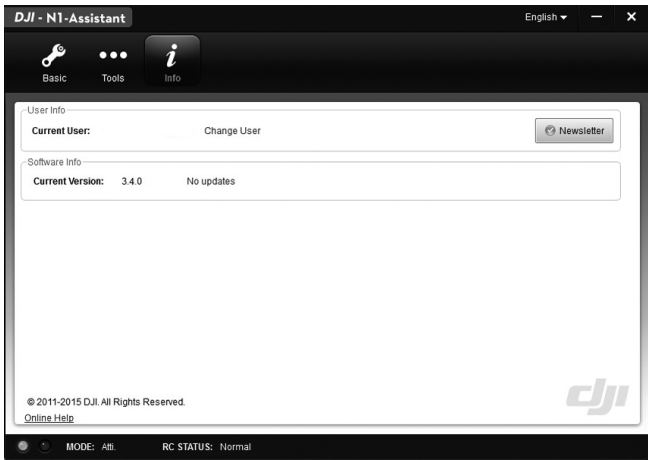 DJI - N1-Assistant English
Basic Tools Info
User Info
Current User: Change User Newsletter
Software Info
Current Version: 3.4.0 No updates
© 2011-2015 DJI. All Rights Reserved.
dji
Online Help
MODE: Atti. RC STATUS: Normal